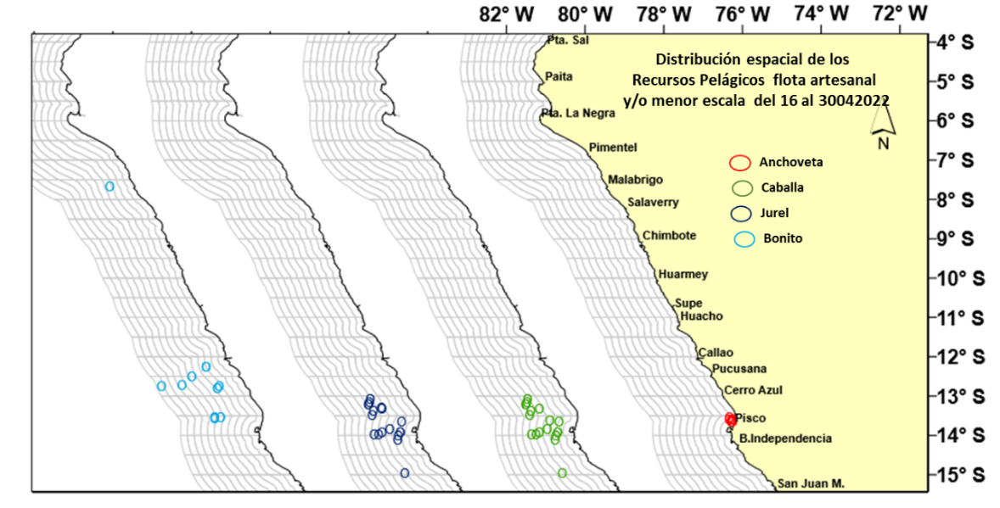 82° W 80° W 78° W 76° W 74° W 72° W
Pta. Sal
4° S
Distribución espacial de los
Recursos Pelágicos flota artesanal
y/o menor escala del 16 al 30042022
Paita
5° S
Pta. La Negra
6° S
N
Pimentel
7° S
Anchoveta
Malabrigo
Caballa
Salaverry
8° S
Jurel
Chimbote
9° S
Bonito
Huarmey
10° S
Supe
Huacho
11° S
Callao
12° S
Pucusana
Cerro Azul
13° S
Pisco
B.Independencia
14° S
15° S
San Juan M.